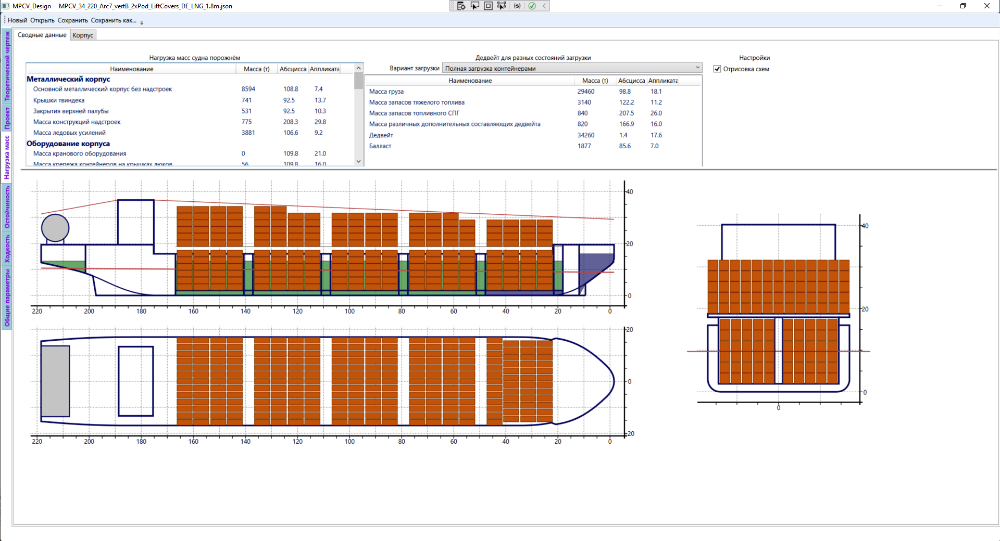 MPCV_Design MPCV_34_220_Arc7_vertB_2xPod_LiftCovers_DE_LNG_1.8m.json
Новый Открыть Сохранить Сохранить как...
Сводные данные Корпус
Теоретический чертеж
Проект
Нагрузка масс
Остойчивость
Ходкость
Общие параметры
Нагрузка масс судна порожнём
Наименование Масса (т) Абсцисса Аппликата
Металлический корпус
Основной металлический корпус без надстроек 8594 108.8 7.4
Крышки твиндека 741 92.5 13.7
Закрытия верхней палубы 531 92.5 10.3
Масса конструкций надстроек 775 208.3 29.8
Масса ледовых усилений 3881 106.6 9.2
Оборудование корпуса
Масса кранового оборудования 0 109.8 21.0
Масса крепежа контейнеров на крышках люков 56 109.8 16.0
Дедвейт для разных состояний загрузки
Вариант загрузки Полная загрузка контейнерами
Наименование Масса (т) Абсцисса Аппликата
Масса груза 29460 98.8 18.1
Масса запасов тяжелого топлива 3140 122.2 11.2
Масса запасов топливного СПГ 840 207.5 26.0
Масса различных дополнительных составляющих дедвейта 820 166.9 16.0
Дедвейт 34260 1.4 17.6
Балласт 1877 85.6 7.0
Настройки
Отрисовка схем
40
20
0
220 200 180 160 140 120 100 80 60 40 20 0
20
0
20
220 200 180 160 140 120 100 80 60 40 20 0
40
20
0
0